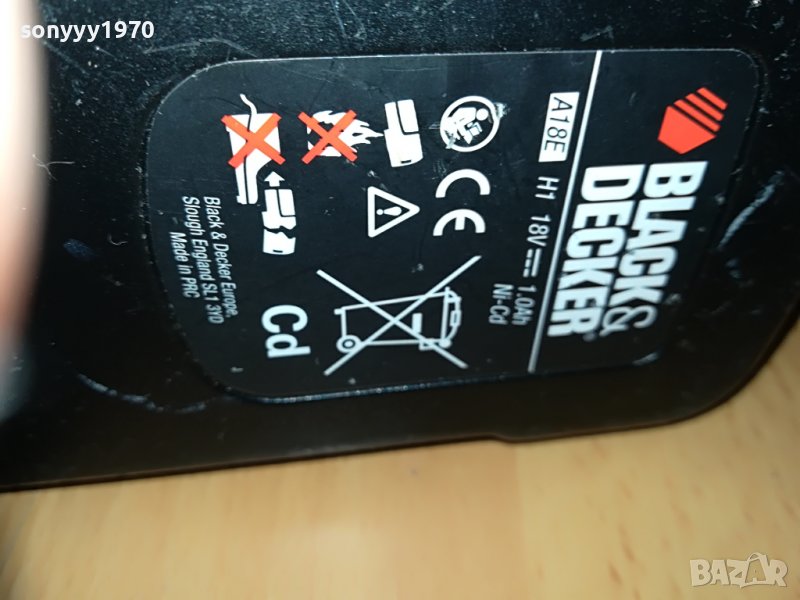 sonyyy1970
BLACK&
DECKER®
A18E H1 18V 1.0Ah
Ni-Cd
CE
Cd
Black & Decker Europe,
Slough England SL1 3YD
Made in PRC
BAZAR